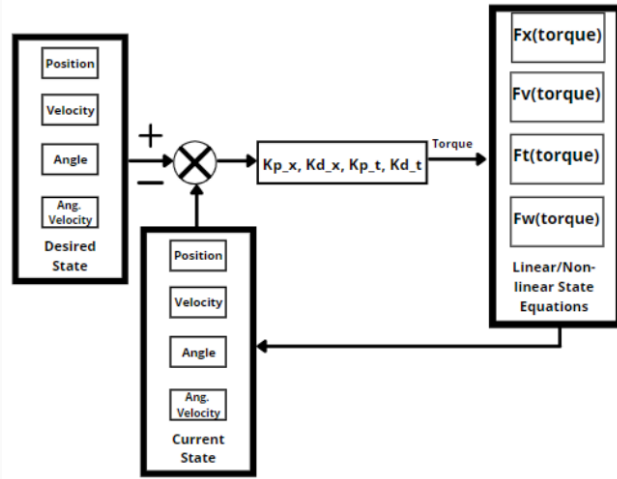 Position
Velocity
Angle
Ang.
Velocity
Desired
State
+
−
Kp_x, Kd_x, Kp_t, Kd_t
Torque
Fx(torque)
Fv(torque)
Ft(torque)
Fw(torque)
Linear/Non-
linear State
Equations
Position
Velocity
Angle
Ang.
Velocity
Current
State